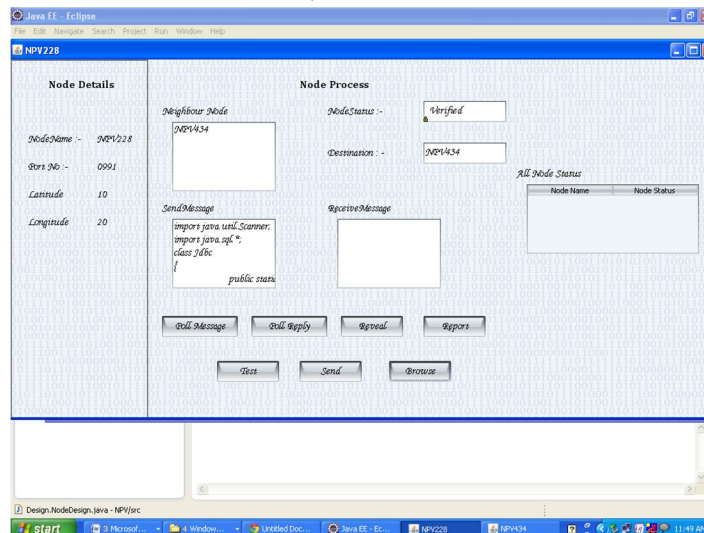 Java EE - Eclipse
File Edit Navigate Search Project Run Window Help
NPV228
Node Details
NodeName :- NPV228
Port No :- 0991
Latitude 10
Longitude 20
Node Process
Neighbour Node
NPV434
NodeStatus :- Verified
Destination : - NPV434
All Node Status
Node Name Node Status
SendMessage
import java.util.Scanner;
import java.sql.*;
class Jdbc
{
public stati
ReceiveMessage
Poll Message Poll Reply Reveal Report
Test Send Browse
Design.NodeDesign.java - NPV/src
start 3 Microsof... 4 Window... Untitled Doc... Java EE - Ec... NPV228 NPV434 11:49 AM